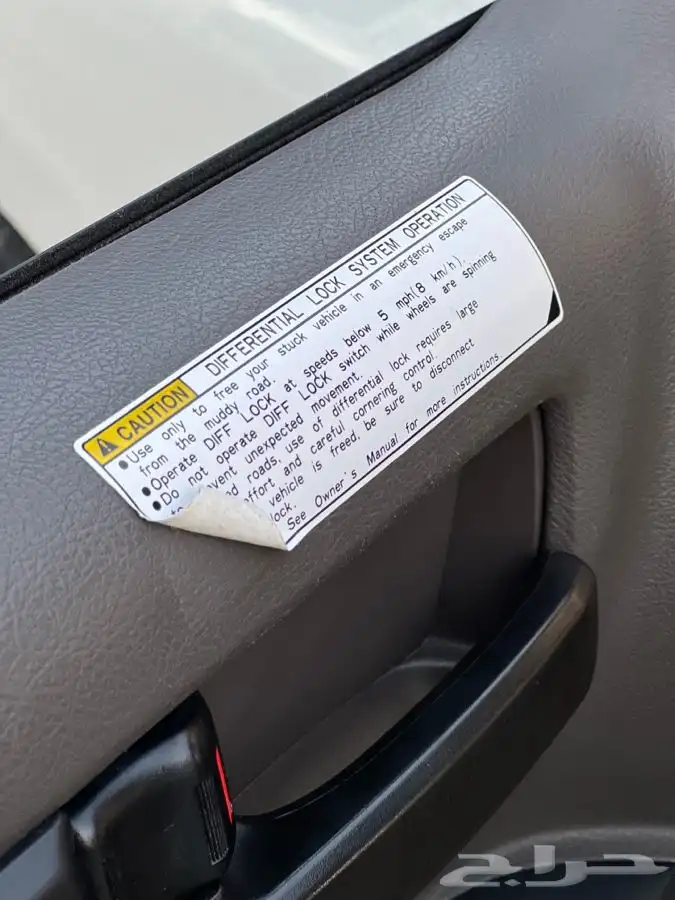 CAUTION DIFFERENTIAL LOCK SYSTEM OPERATION
•Use only to free your stuck vehicle in an emergency escape
from the muddy road.
•Operate DIFF LOCK at speeds below 5 mph(8 km/h).
•Do not operate DIFF LOCK switch while wheels are spinning
event unexpected movement.
roads, use of differential lock requires large
effort and careful cornering control.
vehicle is freed, be sure to disconnect
lock.
See Owner's Manual for more instructions.
حراج